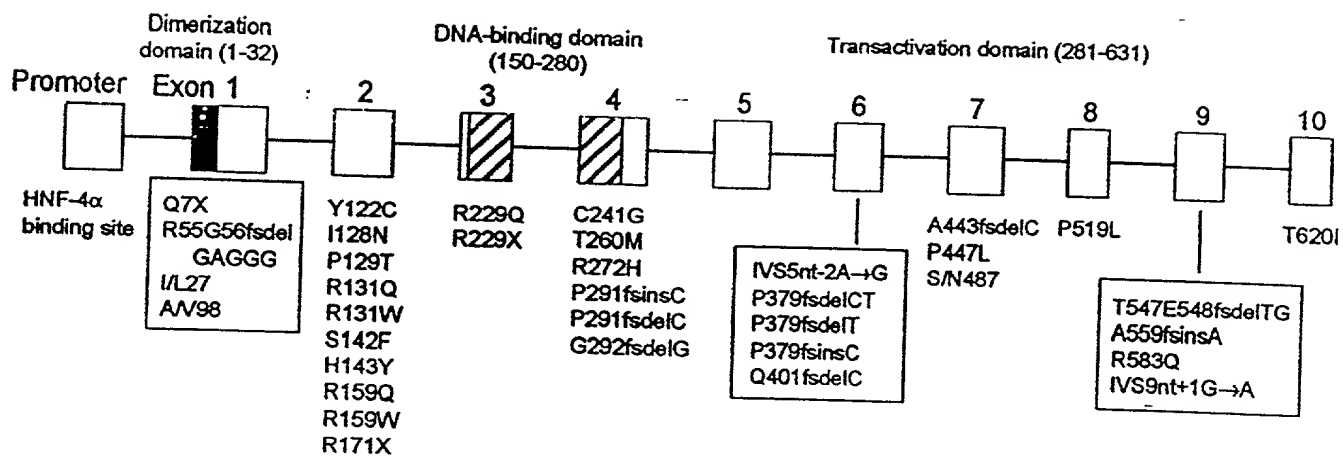 Dimerization
domain (1-32)
DNA-binding domain
(150-280)
Transactivation domain (281-631)
Promoter
Exon 1
2
3
4
5
6
7
8
9
10
HNF-4α
binding site
Q7X
R55G56fsdel
GAGGG
I/L27
A/V98
Y122C
I128N
P129T
R131Q
R131W
S142F
H143Y
R159Q
R159W
R171X
R229Q
R229X
C241G
T260M
R272H
P291fsinsC
P291fsdelC
G292fsdelG
IVS5nt-2A→G
P379fsdelCT
P379fsdelT
P379fsinsC
Q401fsdelC
A443fsdelC
P447L
S/N487
P519L
T547E548fsdelTG
A559fsinsA
R583Q
IVS9nt+1G→A
T620I